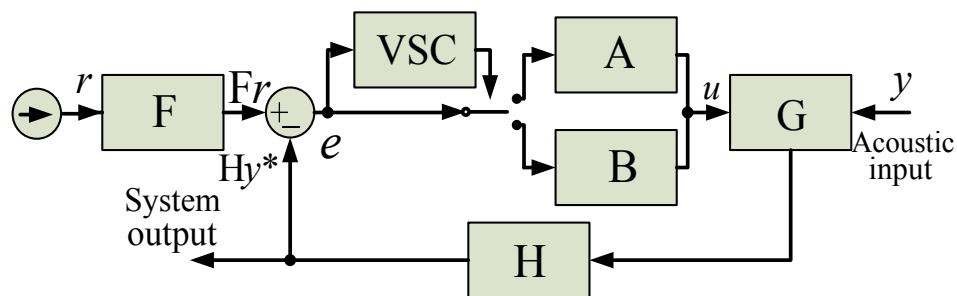 VSC
A
r
F
Fr
+
−
e
u
G
y
Acoustic
input
B
Hy*
System
output
H